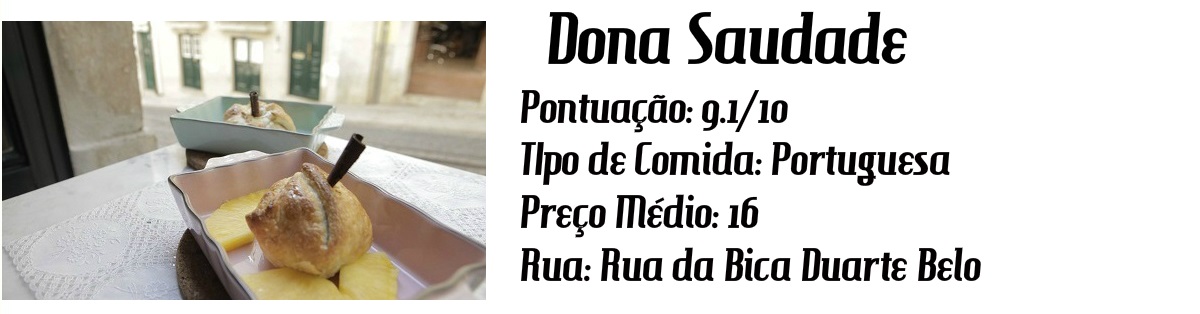 Dona Saudade
Pontuação: 9.1/10
TIpo de Comida: Portuguesa
Preço Médio: 16
Rua: Rua da Bica Duarte Belo